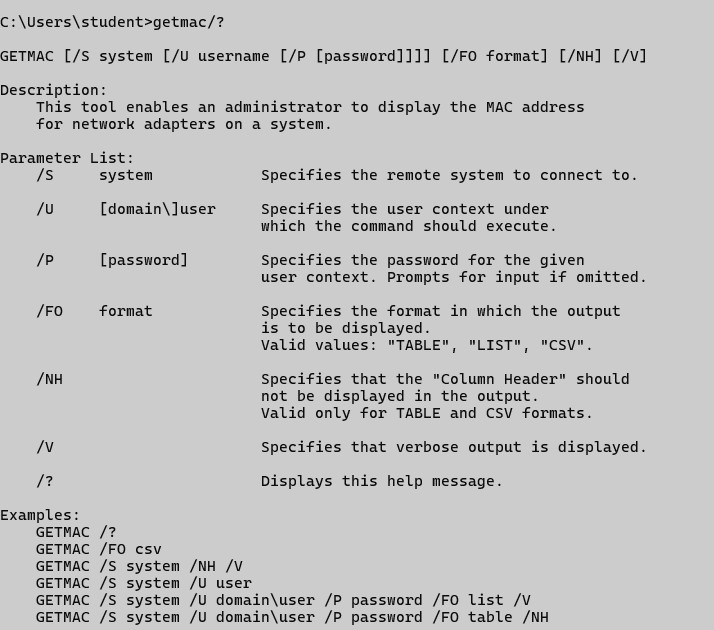 C:\Users\student>getmac/?
GETMAC [/S system [/U username [/P [password]]]] [/FO format] [/NH] [/V]
Description:
This tool enables an administrator to display the MAC address
for network adapters on a system.
Parameter List:
/S system Specifies the remote system to connect to.
/U [domain\]user Specifies the user context under
which the command should execute.
/P [password] Specifies the password for the given
user context. Prompts for input if omitted.
/FO format Specifies the format in which the output
is to be displayed.
Valid values: "TABLE", "LIST", "CSV".
/NH Specifies that the "Column Header" should
not be displayed in the output.
Valid only for TABLE and CSV formats.
/V Specifies that verbose output is displayed.
/? Displays this help message.
Examples:
GETMAC /?
GETMAC /FO csv
GETMAC /S system /NH /V
GETMAC /S system /U user
GETMAC /S system /U domain\user /P password /FO list /V
GETMAC /S system /U domain\user /P password /FO table /NH